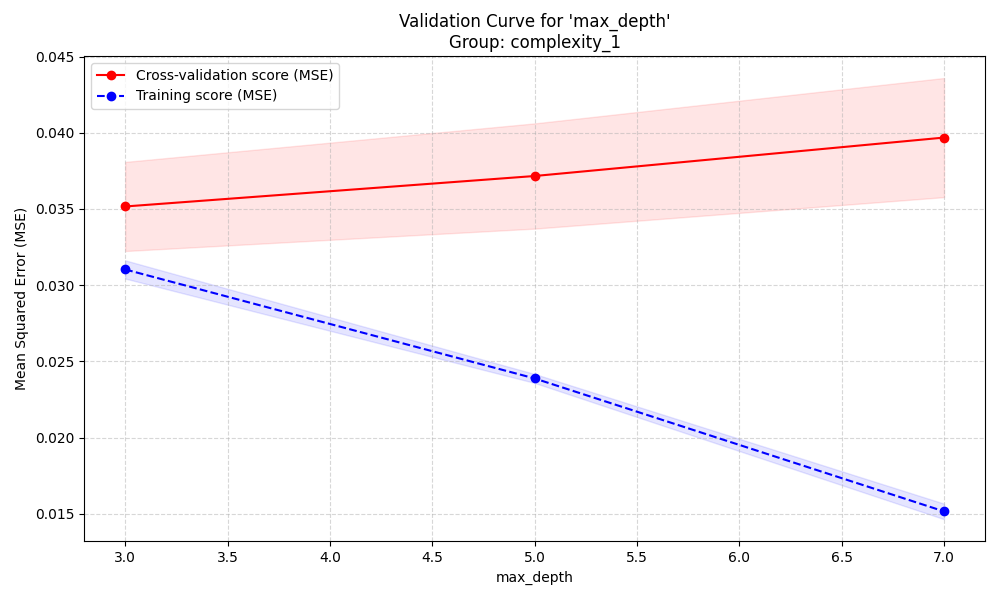 Validation Curve for 'max_depth'
Group: complexity_1
Cross-validation score (MSE)
Training score (MSE)
Mean Squared Error (MSE)
0.045
0.040
0.035
0.030
0.025
0.020
0.015
3.0 3.5 4.0 4.5 5.0 5.5 6.0 6.5 7.0
max_depth